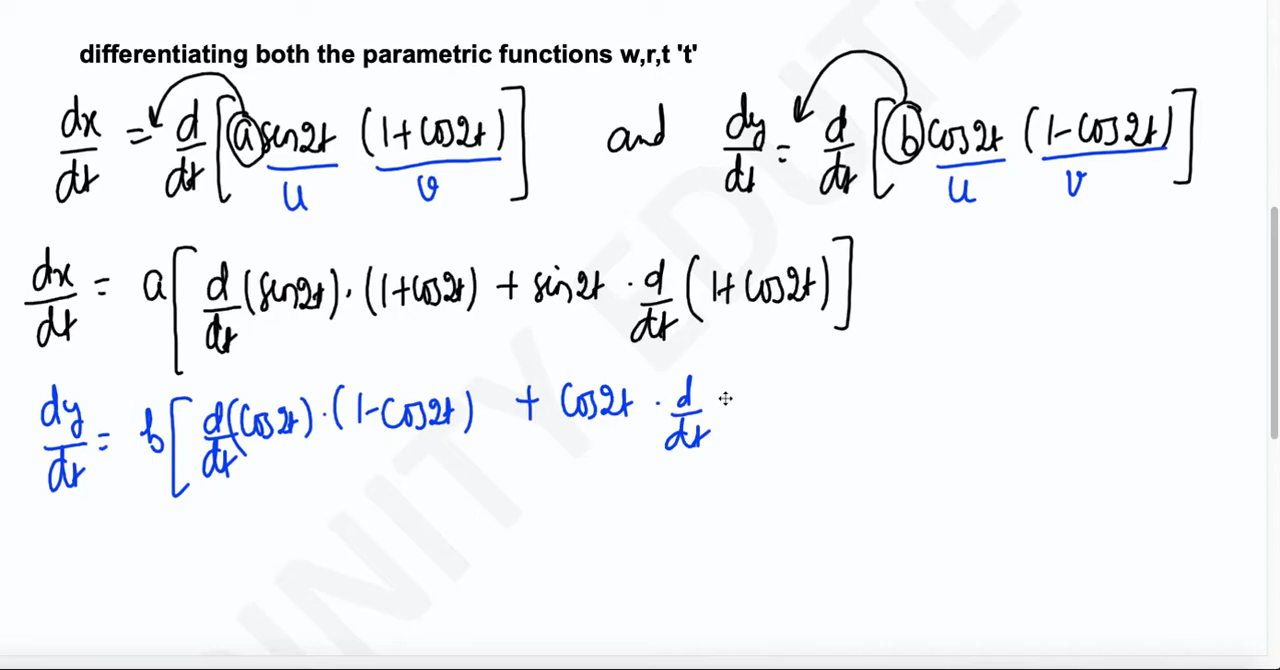 differentiating both the parametric functions w,r,t 't'
dx/dt = d/dt [a sin2t (1+cos2t)] and dy/dt = d/dt [b cos2t (1-cos2t)]
u v u v
dx/dt = a[d/dt (sin2t) · (1+cos2t) + sin2t · d/dt (1+cos2t)]
dy/dt = b[d/dt (cos2t) · (1-cos2t) + cos2t · d/dt